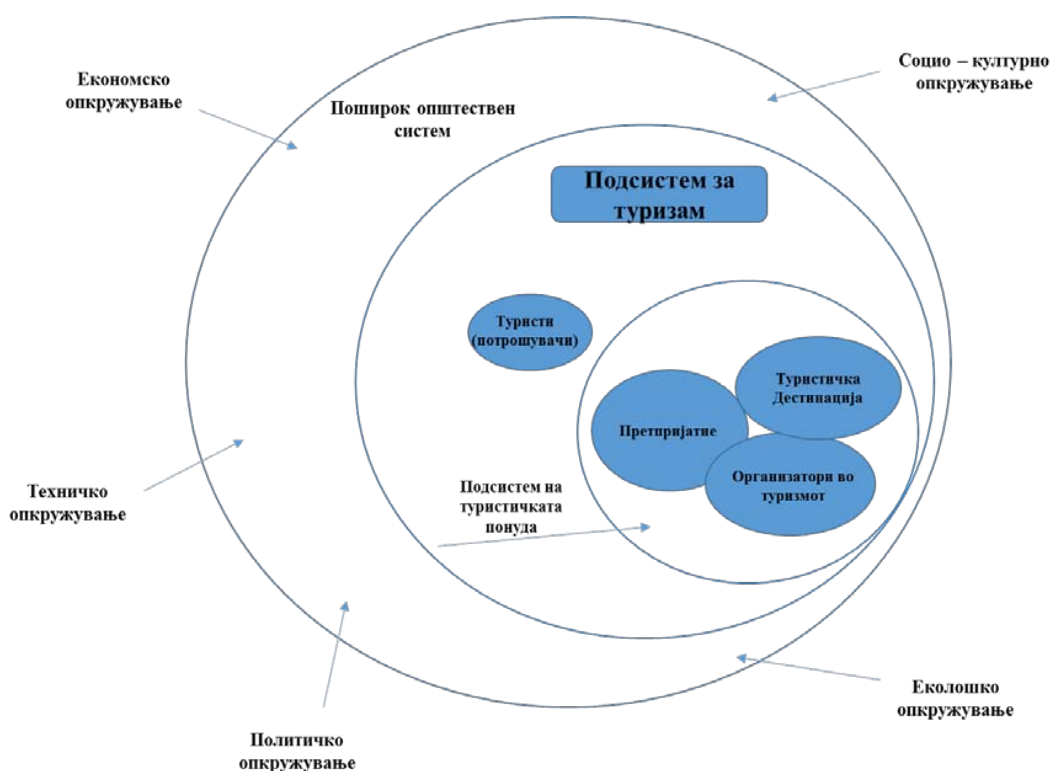 Економско
опкружување
Социо – културно
опкружување
Поширок општествен
систем
Подсистем за
туризам
Туристи
(потрошувачи)
Туристичка
Дестинација
Претпријатие
Организатори во
туризмот
Подсистем на
туристичката
понуда
Техничко
опкружување
Еколошко
опкружување
Политичко
опкружување